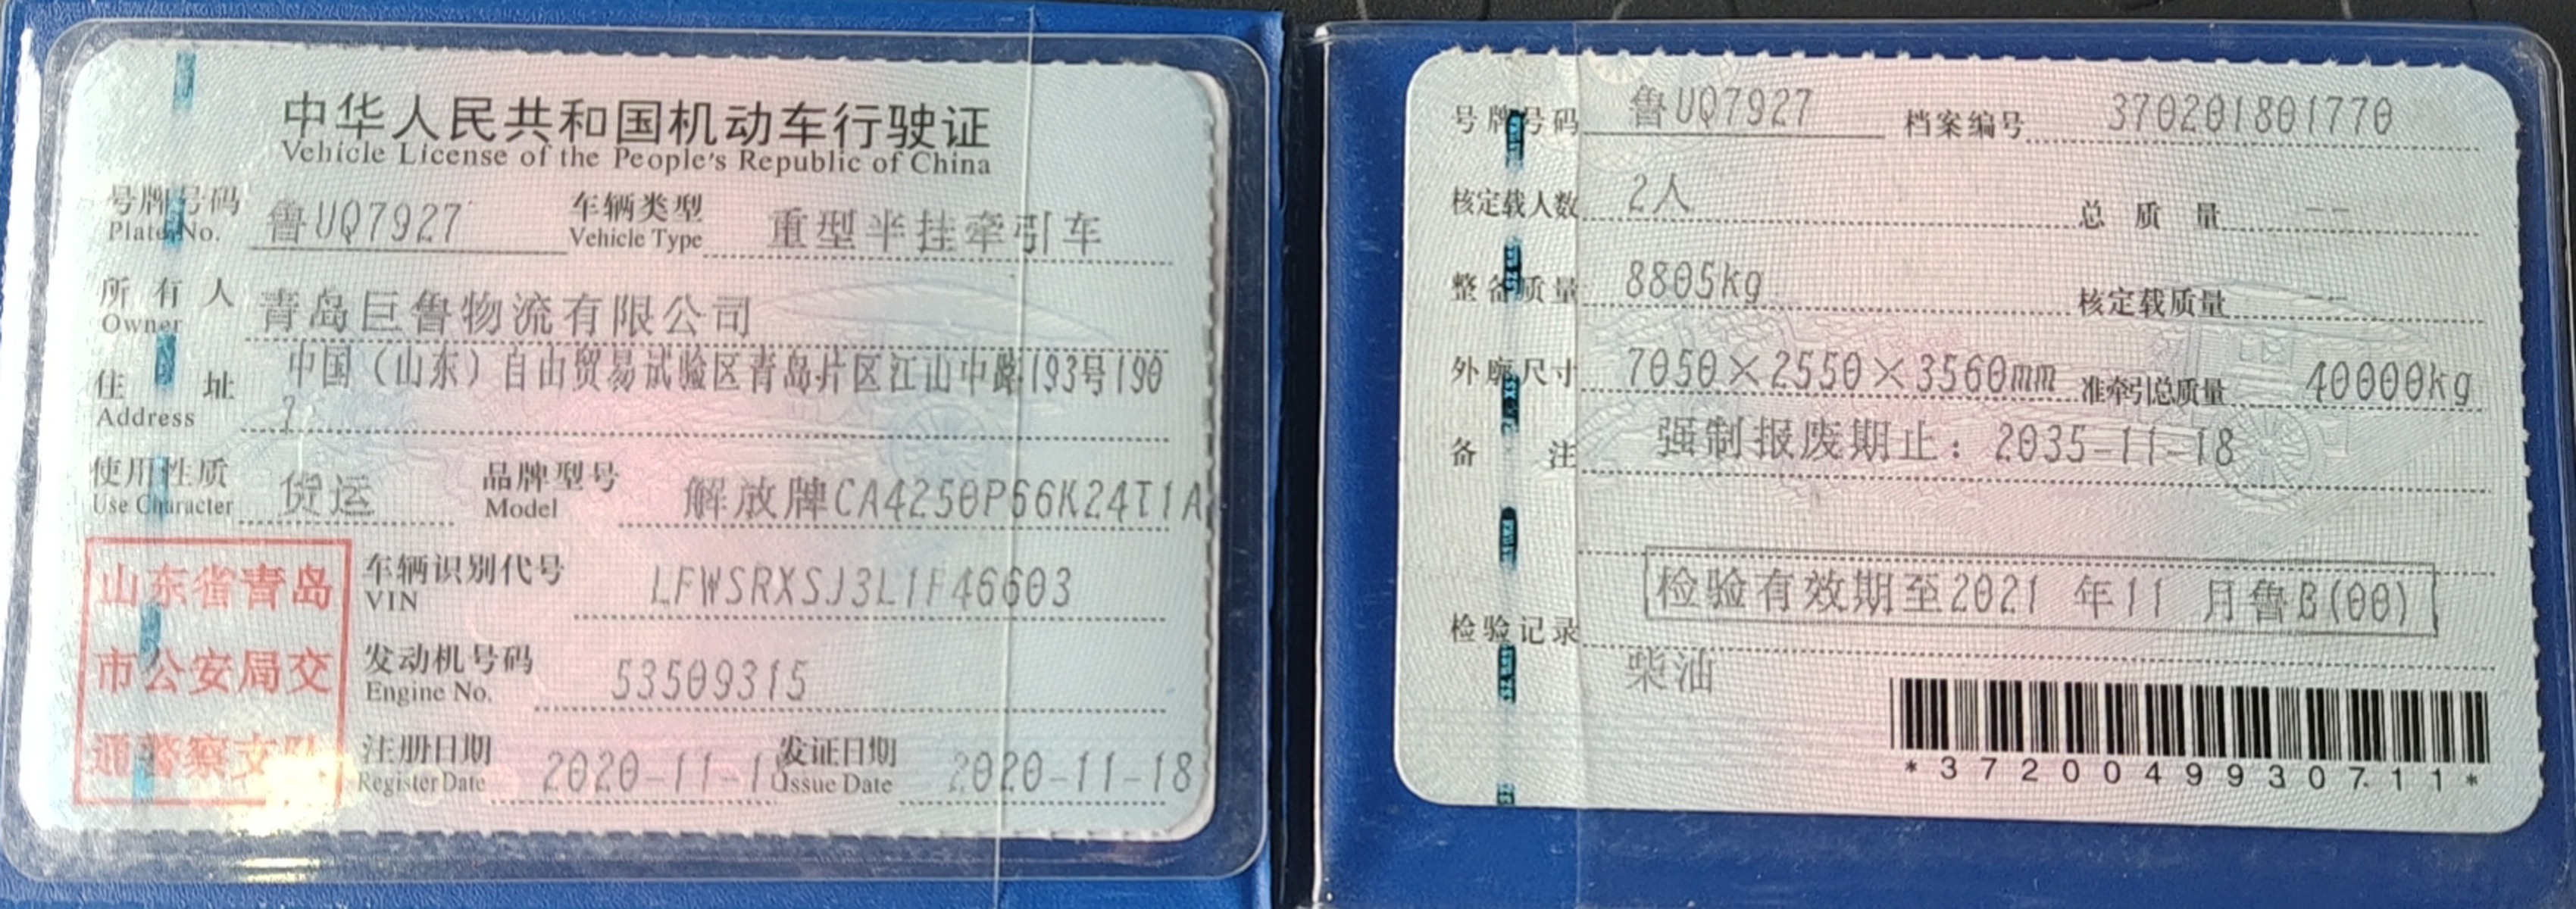 中华人民共和国机动车行驶证
Vehicle License of the People's Republic of China
号牌号码 鲁UQ7927 车辆类型 重型半挂牵引车
Plate No. Vehicle Type
所有人 青岛巨鲁物流有限公司
Owner
住址 中国（山东）自由贸易试验区青岛片区江山中路193号190
Address 7
使用性质 货运 品牌型号 解放牌CA4250P66K24T1A
Use Character Model
山东省青岛
市公安局交
通警察支队
车辆识别代号 LFWSRXSJ3L1F46603
VIN
发动机号码 53509315
Engine No.
注册日期 2020-11-1 发证日期 2020-11-18
Register Date Issue Date
号牌号码 鲁UQ7927 档案编号 370201801770
核定载人数 2人 总质量 --
整备质量 8805kg 核定载质量 --
外廓尺寸 7050×2550×3560mm 准牵引总质量 40000kg
备注 强制报废期止：2035-11-18
检验有效期至2021 年11 月鲁B(00)
检验记录
柴油
*3720049930711*